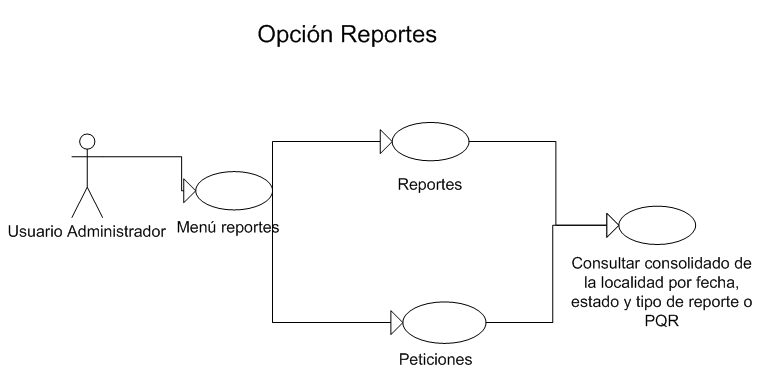 Opción Reportes
Reportes
Usuario Administrador
Menú reportes
Consultar consolidado de
la localidad por fecha,
estado y tipo de reporte o
PQR
Peticiones